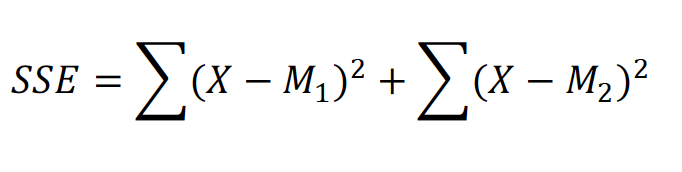 SSE = ∑(X − M₁)² + ∑(X − M₂)²